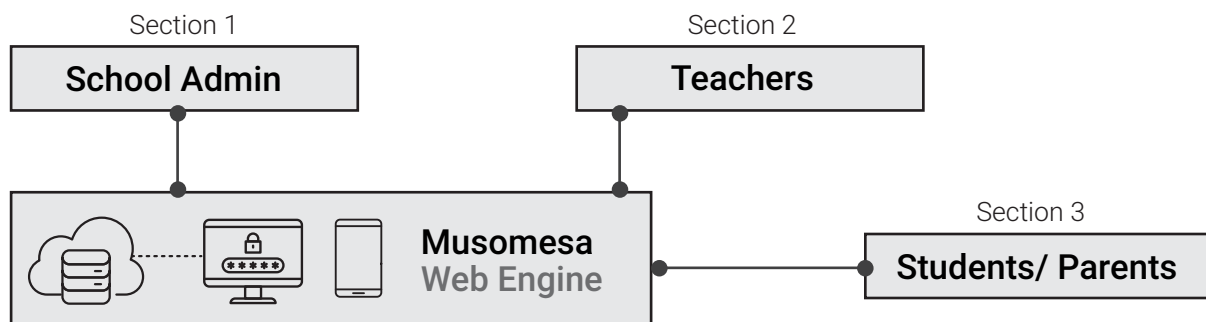 Section 1
School Admin
Section 2
Teachers
*****
Musomesa
Web Engine
Section 3
Students/ Parents